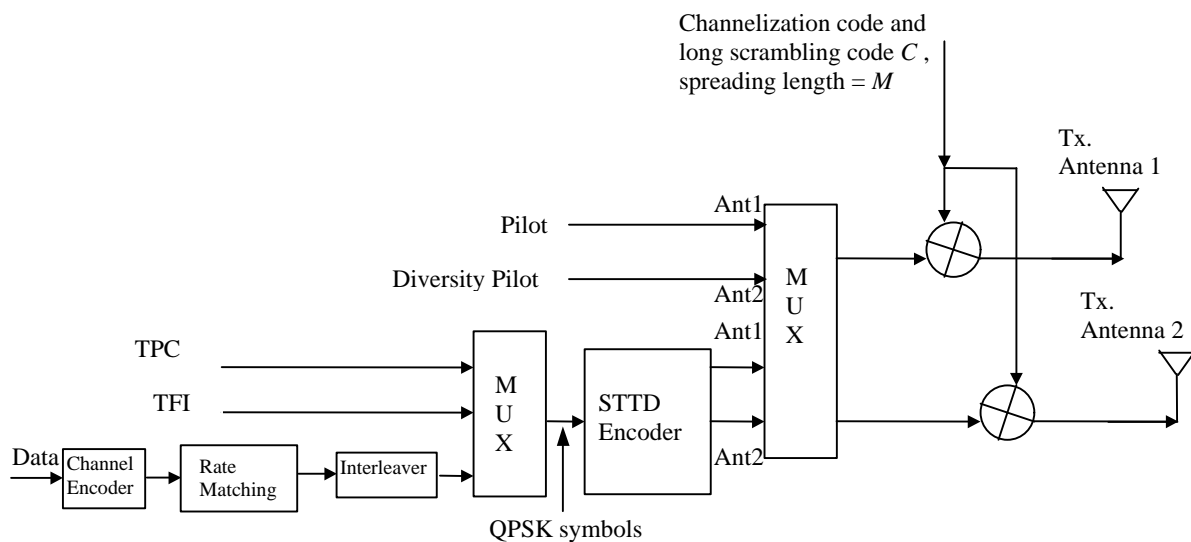 Channelization code and
long scrambling code C ,
spreading length = M
Tx.
Antenna 1
Pilot
Ant1
Diversity Pilot
Ant2
M
U
X
Tx.
Antenna 2
Ant1
TPC
TFI
M
U
X
STTD
Encoder
Ant2
Data
Channel
Encoder
Rate
Matching
Interleaver
QPSK symbols